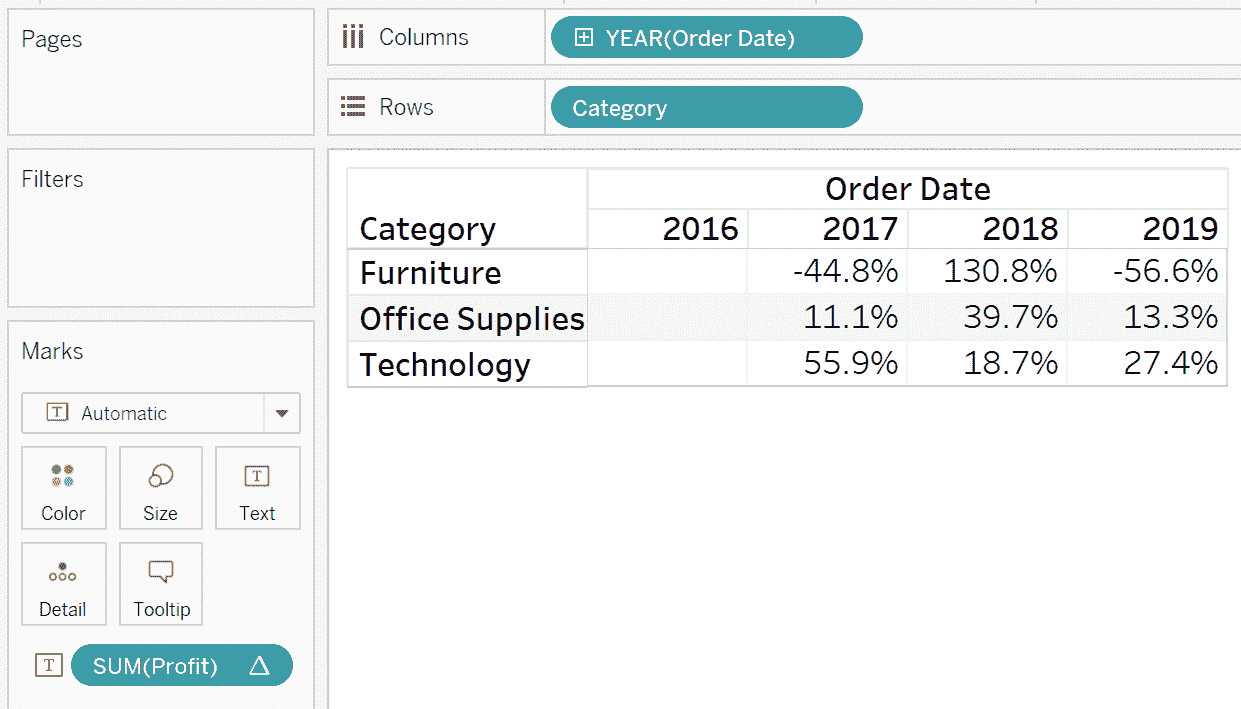 Pages
Columns
YEAR(Order Date)
Rows
Category
Filters
Order Date
Category 2016 2017 2018 2019
Furniture -44.8% 130.8% -56.6%
Office Supplies 11.1% 39.7% 13.3%
Technology 55.9% 18.7% 27.4%
Marks
T Automatic
Color Size T Text
Detail Tooltip
T SUM(Profit) △